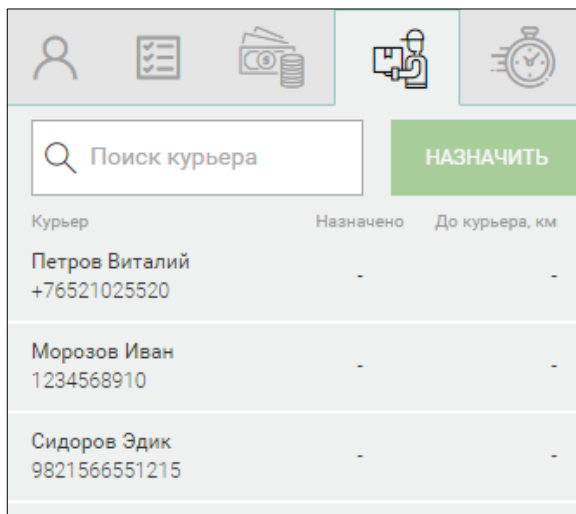 Поиск курьера
НАЗНАЧИТЬ
Курьер Назначено До курьера, км
Петров Виталий
+76521025520 - -
Морозов Иван
1234568910 - -
Сидоров Эдик
9821566551215 - -